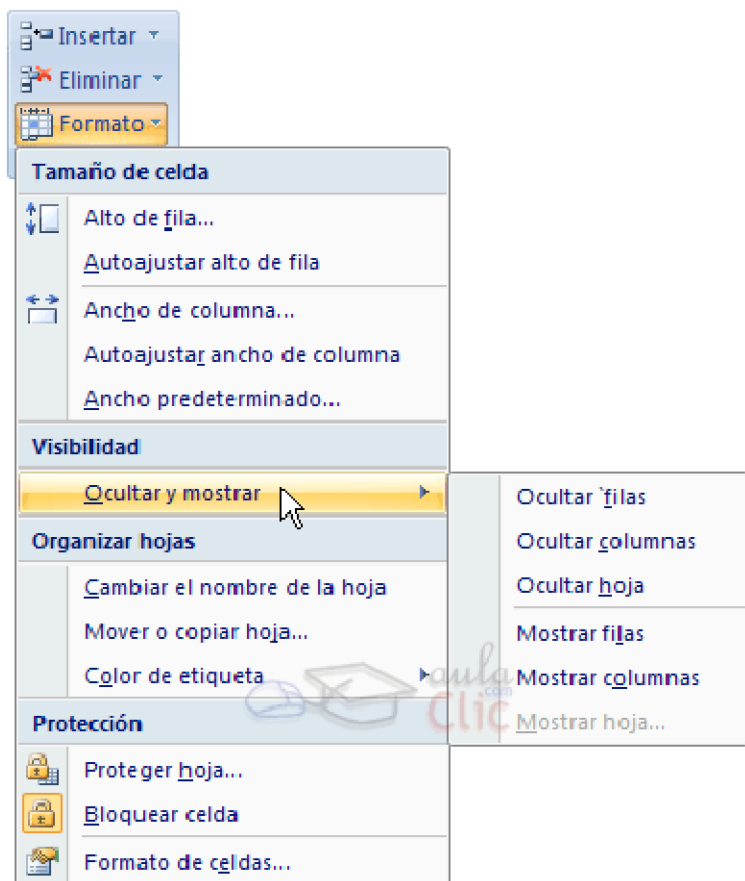 Insertar
Eliminar
Formato
Tamaño de celda
Alto de fila...
Autoajustar alto de fila
Ancho de columna...
Autoajustar ancho de columna
Ancho predeterminado...
Visibilidad
Ocultar y mostrar
Organizar hojas
Cambiar el nombre de la hoja
Mover o copiar hoja...
Color de etiqueta
Protección
Proteger hoja...
Bloquear celda
Formato de celdas...
Ocultar filas
Ocultar columnas
Ocultar hoja
Mostrar filas
Mostrar columnas
Mostrar hoja...
aula
Clic
.com